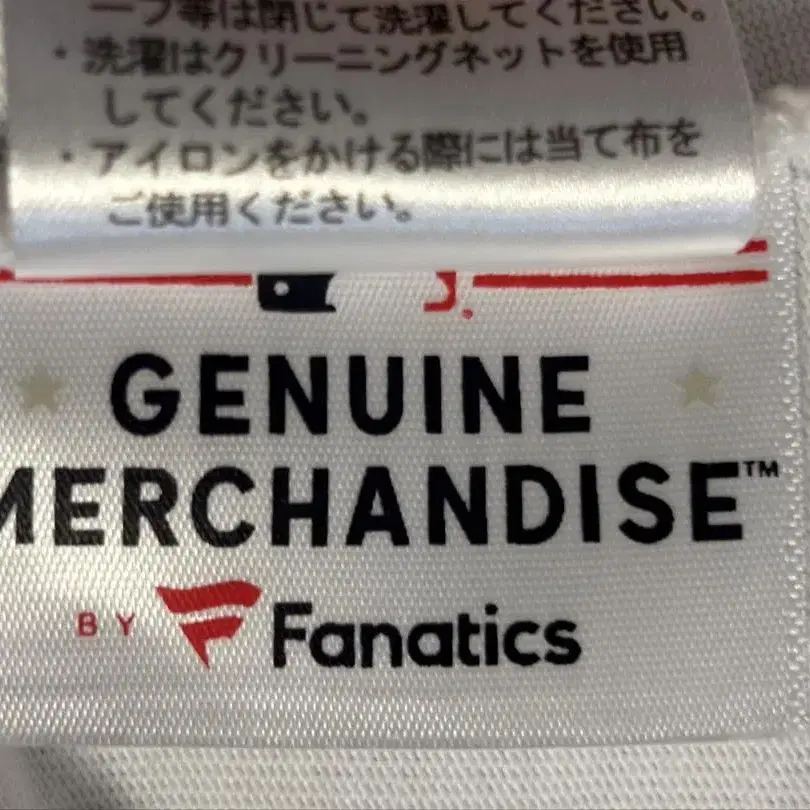 ープ等は閉じて洗濯してください。
・洗濯はクリーニングネットを使用
してください。
・アイロンをかける際には当て布を
ご使用ください。
GENUINE
MERCHANDISE™
BY Fanatics